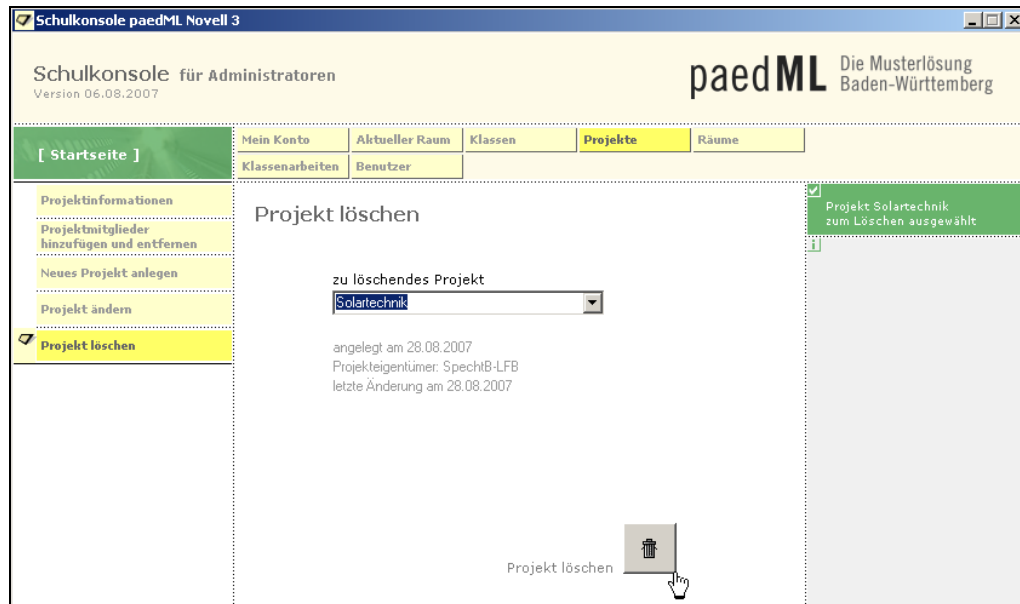 Schulkonsole paedML Novell 3
Schulkonsole für Administratoren
Version 06.08.2007
paedML Die Musterlösung
Baden-Württemberg
[ Startseite ]
Mein Konto Aktueller Raum Klassen Projekte Räume
Klassenarbeiten Benutzer
Projektinformationen
Projektmitglieder
hinzufügen und entfernen
Neues Projekt anlegen
Projekt ändern
Projekt löschen
Projekt löschen
zu löschendes Projekt
Solartechnik
angelegt am 28.08.2007
Projekteigentümer: SpechtB-LFB
letzte Änderung am 28.08.2007
Projekt löschen
Projekt Solartechnik
zum Löschen ausgewählt
i